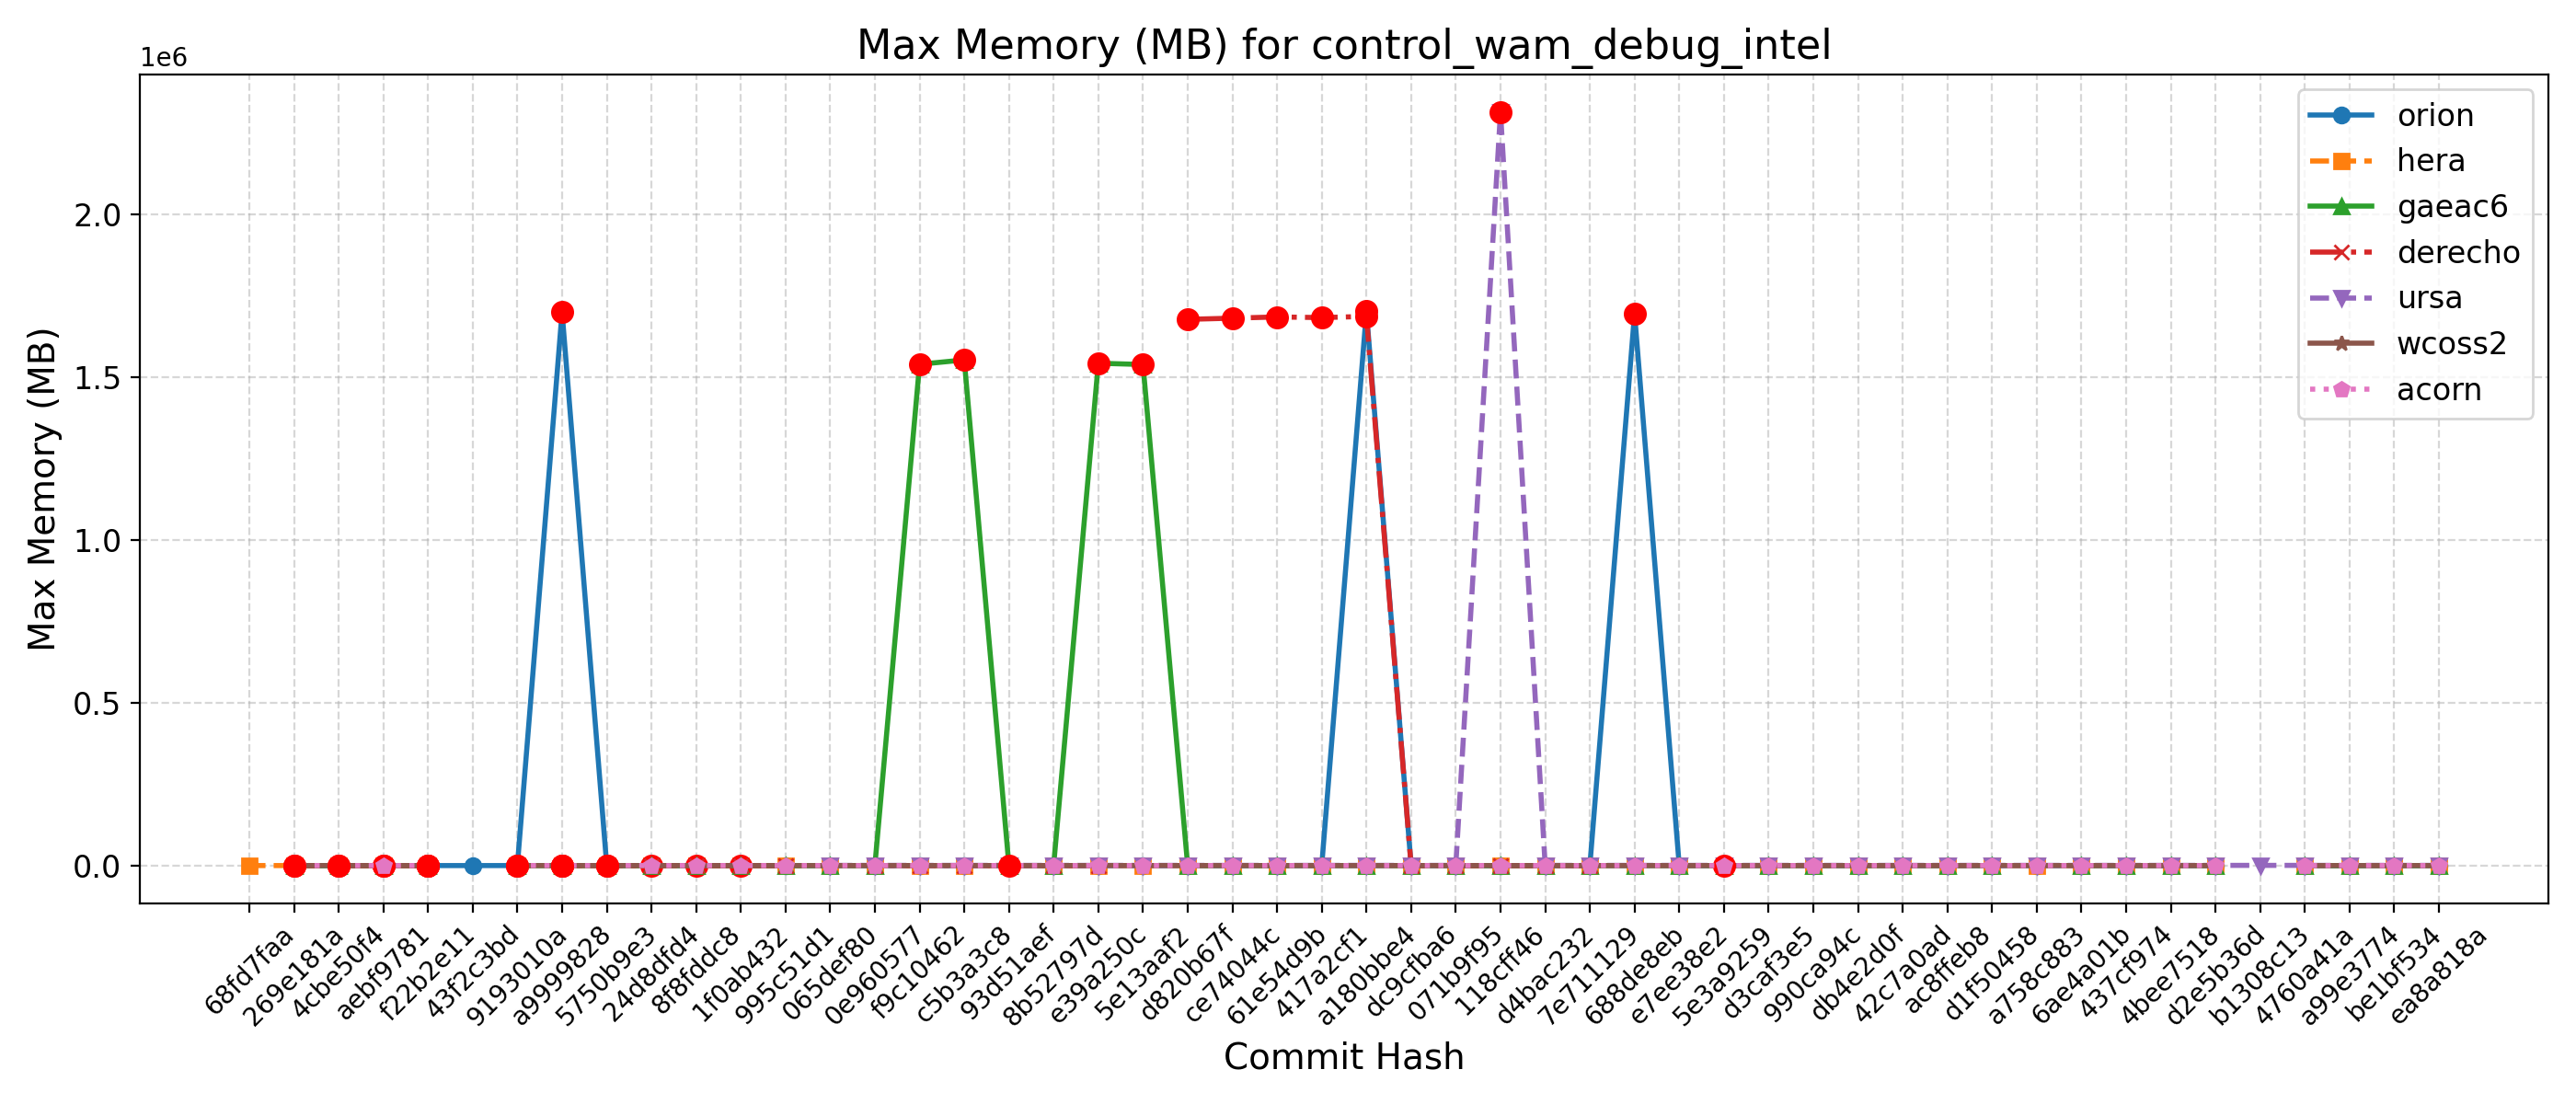 Max Memory (MB) for control_wam_debug_intel
1e6
Max Memory (MB)
2.0
1.5
1.0
0.5
0.0
orion
hera
gaeac6
derecho
ursa
wcoss2
acorn
68fd7faa
269e181a
4cbe50f4
aebf9781
f22b2e11
43f2c3bd
9193010a
a9999828
5750b9e3
24d8dfd4
8f8fddc8
1f0ab432
995c51d1
065def80
0e960577
f9c10462
c5b3a3c8
93d51aef
8b52797d
e39a250c
5e13aaf2
d820b67f
ce74044c
61e54d9b
417a2cf1
a180bbe4
dc9cfba6
071b9f95
118cff46
d4bac232
7e711129
688de8eb
e7ee38e2
5e3a9259
d3caf3e5
990ca94c
db4e2d0f
42c7a0ad
ac8ffeb8
d1f50458
a758c883
6ae4a01b
437cf974
4bee7518
d2e5b36d
b1308c13
4760a41a
a99e3774
be1bf534
ea8a818a
Commit Hash